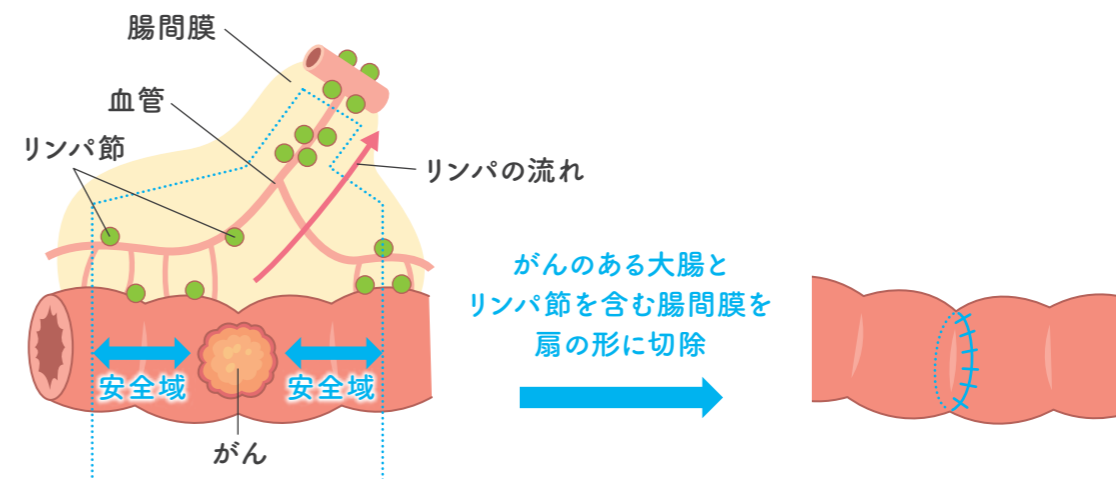 腸間膜
血管
リンパ節
リンパの流れ
安全域
安全域
がん
がんのある大腸と
リンパ節を含む腸間膜を
扇の形に切除